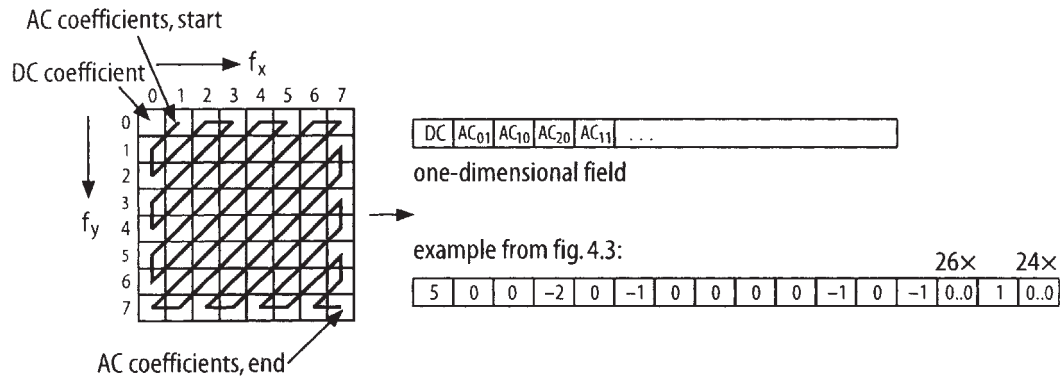 AC coefficients, start
DC coefficient
fx
0 1 2 3 4 5 6 7
0
1
2
3
4
5
6
7
fy
AC coefficients, end
DC AC01 AC10 AC20 AC11 ...
one-dimensional field
example from fig. 4.3:
26× 24×
5 0 0 −2 0 −1 0 0 0 0 −1 0 −1 0..0 1 0..0